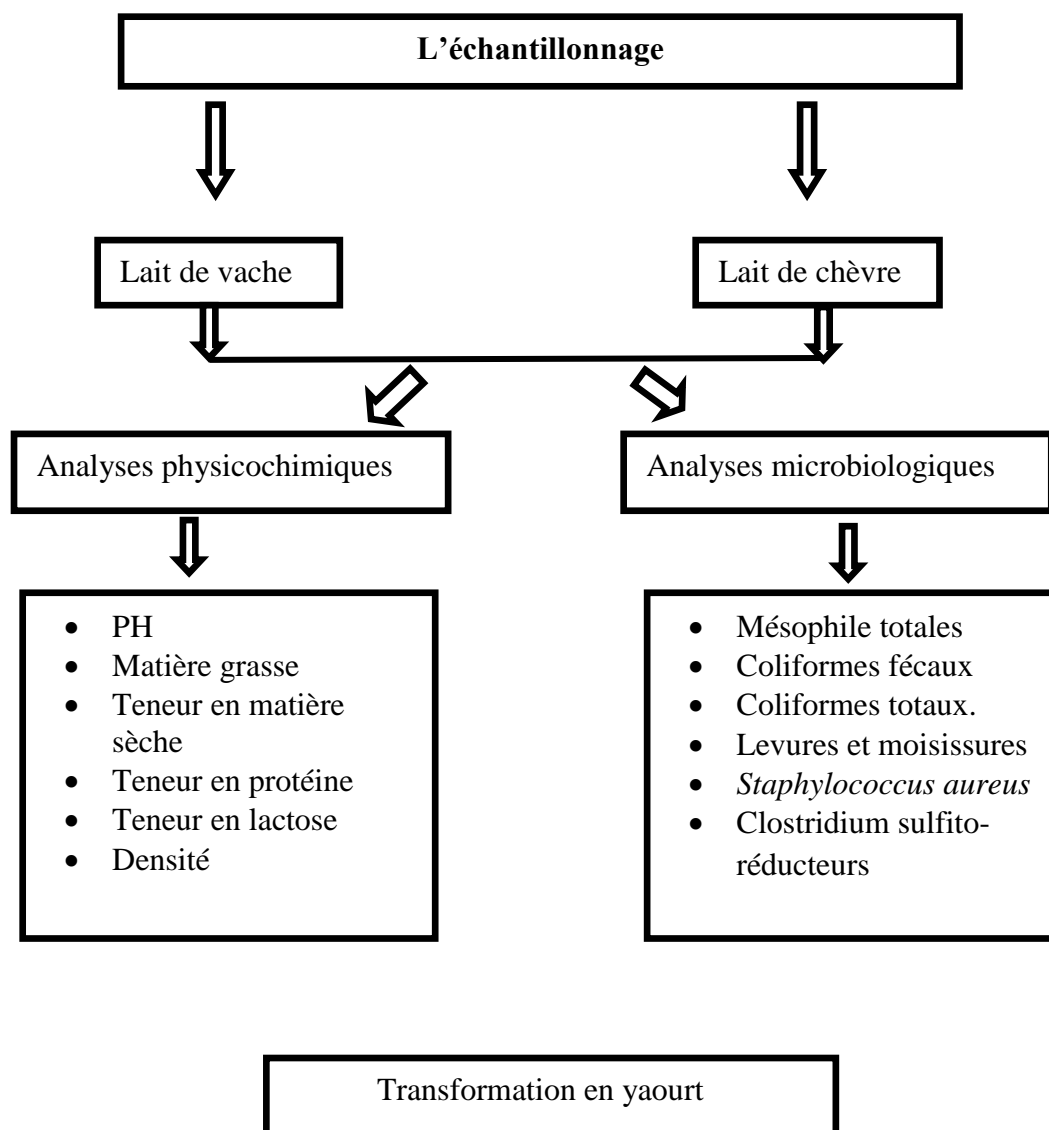 L'échantillonnage
Lait de vache
Lait de chèvre
Analyses physicochimiques
Analyses microbiologiques
• PH
• Matière grasse
• Teneur en matière
sèche
• Teneur en protéine
• Teneur en lactose
• Densité
• Mésophile totales
• Coliformes fécaux
• Coliformes totaux.
• Levures et moisissures
• Staphylococcus aureus
• Clostridium sulfito-
réducteurs
Transformation en yaourt